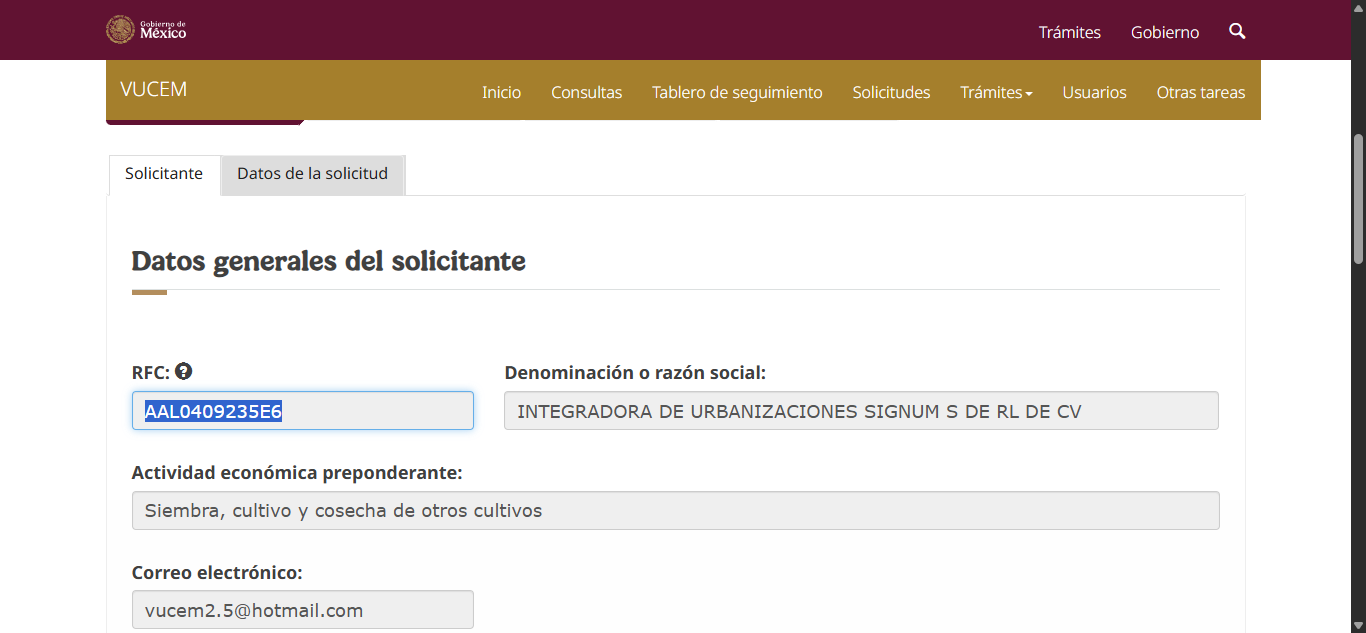 Gobierno de
México
Trámites
Gobierno
VUCEM
Inicio
Consultas
Tablero de seguimiento
Solicitudes
Trámites
Usuarios
Otras tareas
Solicitante
Datos de la solicitud
Datos generales del solicitante
RFC:
Denominación o razón social:
AAL0409235E6
INTEGRADORA DE URBANIZACIONES SIGNUM S DE RL DE CV
Actividad económica preponderante:
Siembra, cultivo y cosecha de otros cultivos
Correo electrónico:
vucem2.5@hotmail.com